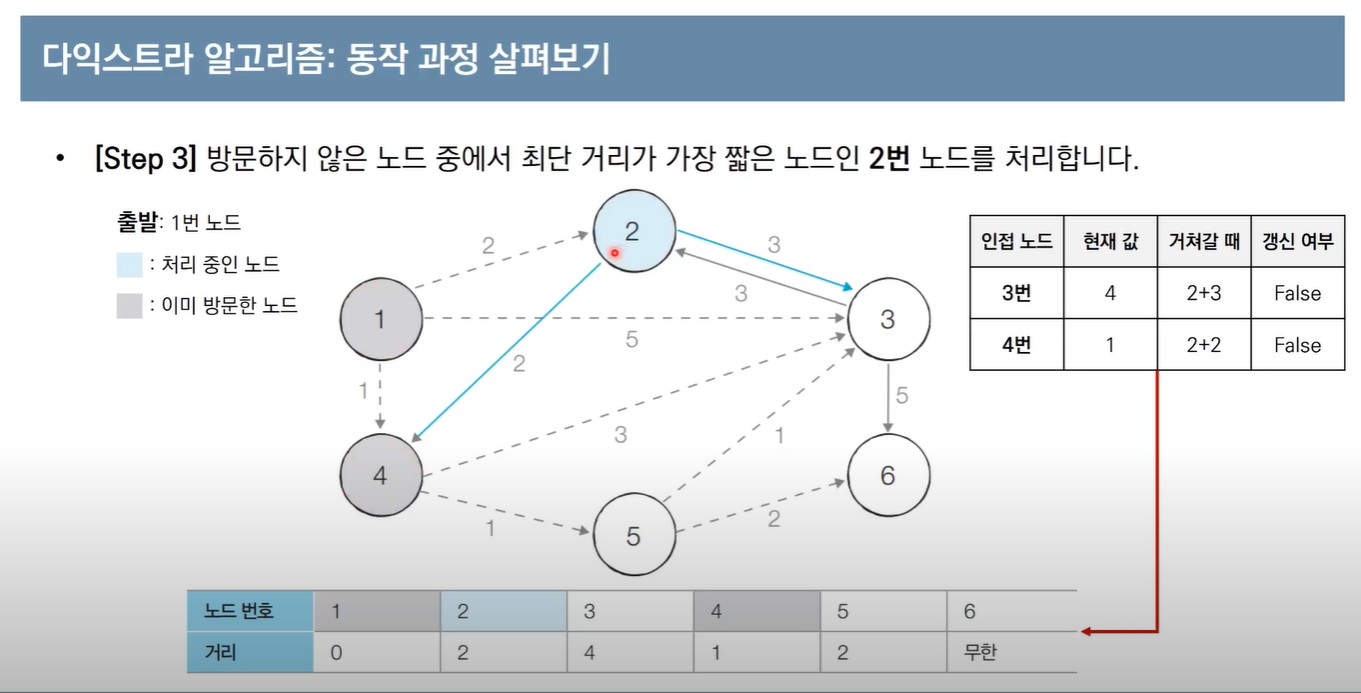 다익스트라 알고리즘: 동작 과정 살펴보기
• [Step 3] 방문하지 않은 노드 중에서 최단 거리가 가장 짧은 노드인 2번 노드를 처리합니다.
출발: 1번 노드
: 처리 중인 노드
: 이미 방문한 노드
2
2
3
3
1
3
5
2
1
5
3
1
4
6
1
2
5
인접 노드 현재 값 거쳐갈 때 갱신 여부
3번 4 2+3 False
4번 1 2+2 False
노드 번호 1 2 3 4 5 6
거리 0 2 4 1 2 무한